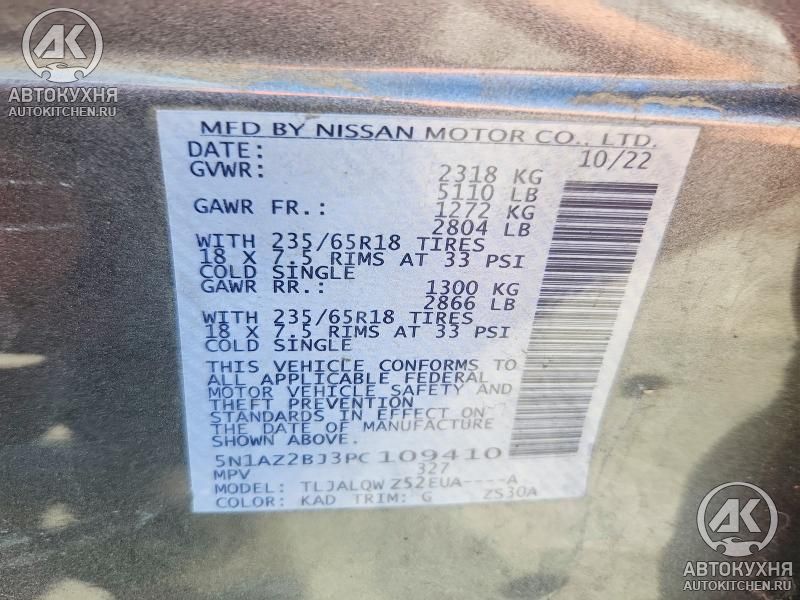 AK
АВТОКУХНЯ
AUTOKITCHEN.RU
MFD BY NISSAN MOTOR CO., LTD.
DATE: 10/22
GVWR: 2318 KG
5110 LB
GAWR FR.: 1272 KG
2804 LB
WITH 235/65R18 TIRES
18 X 7.5 RIMS AT 33 PSI
COLD SINGLE
GAWR RR.: 1300 KG
2866 LB
WITH 235/65R18 TIRES
18 X 7.5 RIMS AT 33 PSI
COLD SINGLE
THIS VEHICLE CONFORMS TO
ALL APPLICABLE FEDERAL
MOTOR VEHICLE SAFETY AND
THEFT PREVENTION
STANDARDS IN EFFECT ON
THE DATE OF MANUFACTURE
SHOWN ABOVE.
5N1AZ2BJ3PC109410
MPV 327
MODEL: TLJALQW Z52EUA----A
COLOR: KAD TRIM: G ZS30A
AK
АВТОКУХНЯ
AUTOKITCHEN.RU